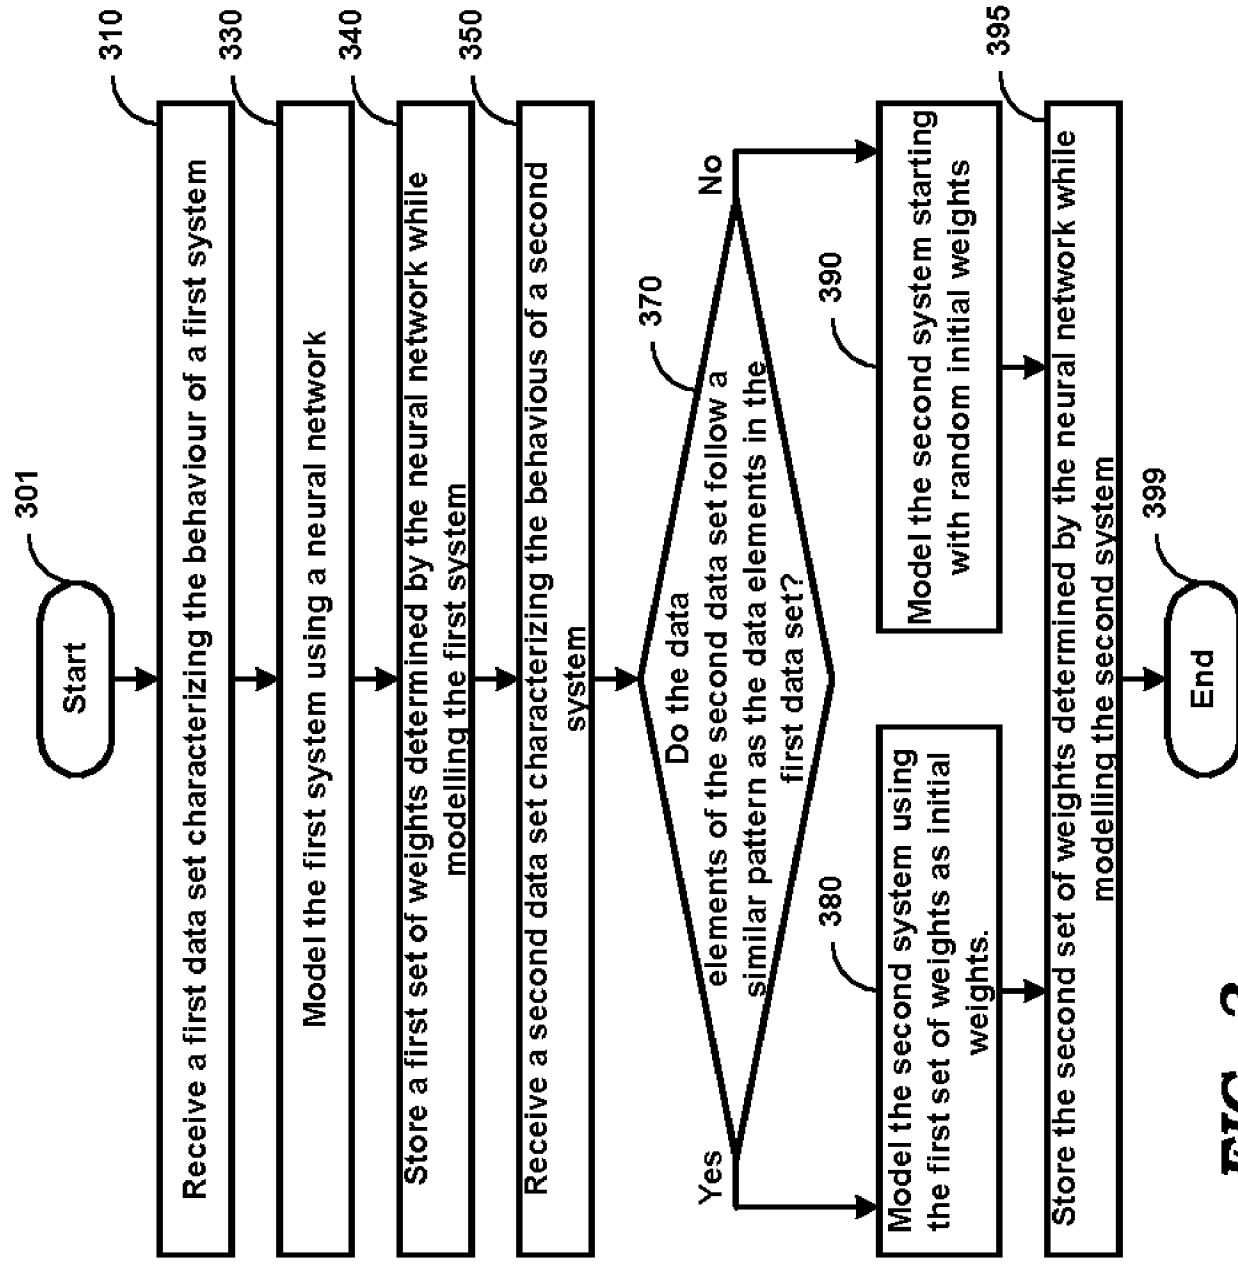 301
Start
310
Receive a first data set characterizing the behaviour of a first system
330
Model the first system using a neural network
340
Store a first set of weights determined by the neural network while
modelling the first system
350
Receive a second data set characterizing the behavious of a second
system
370
Do the data
elements of the second data set follow a
similar pattern as the data elements in the
first data set?
Yes
No
380
Model the second system using
the first set of weights as initial
weights.
390
Model the second system starting
with random initial weights
395
Store the second set of weights determined by the neural network while
modelling the second system
399
End